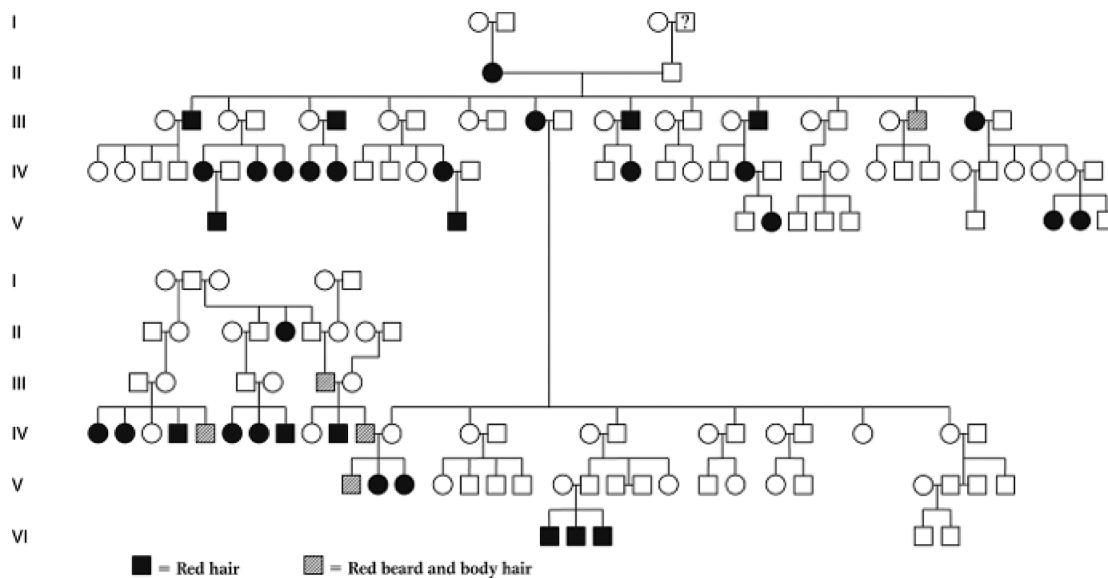 I
?
II
III
IV
V
I
II
III
IV
V
VI
= Red hair
= Red beard and body hair